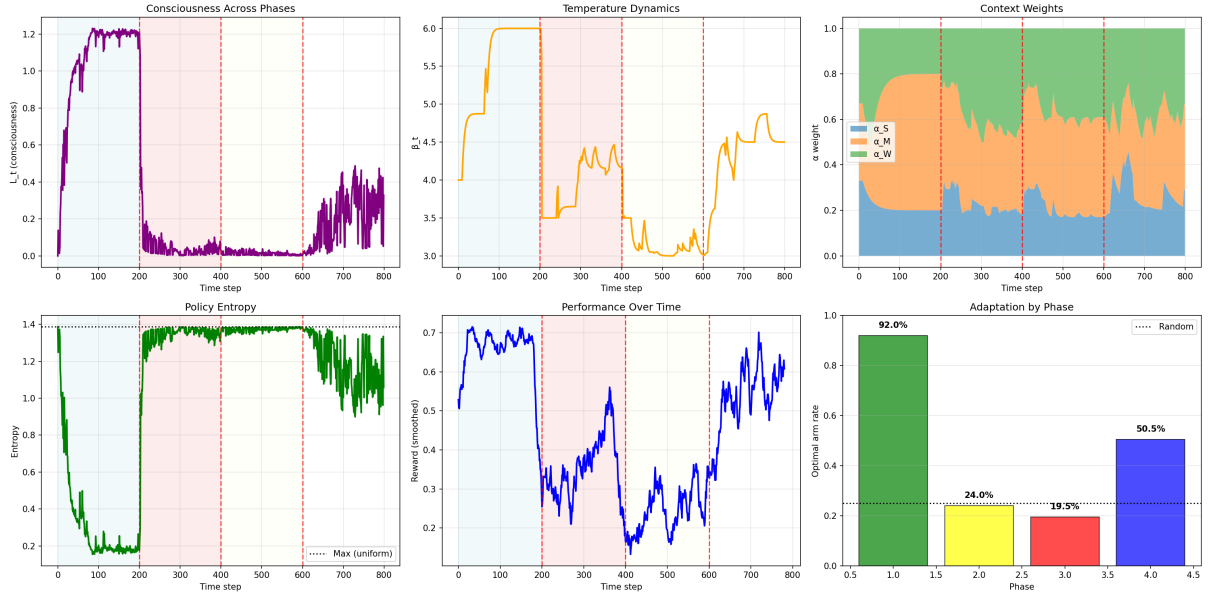 Consciousness Across Phases
L_t (consciousness)
1.2
1.0
0.8
0.6
0.4
0.2
0.0
0 100 200 300 400 500 600 700 800
Time step
Temperature Dynamics
β_t
6.0
5.5
5.0
4.5
4.0
3.5
3.0
0 100 200 300 400 500 600 700 800
Time step
Context Weights
α weight
1.0
0.8
0.6
0.4
0.2
0.0
α_S
α_M
α_W
0 100 200 300 400 500 600 700 800
Time step
Policy Entropy
Entropy
1.4
1.2
1.0
0.8
0.6
0.4
0.2
Max (uniform)
0 100 200 300 400 500 600 700 800
Time step
Performance Over Time
Reward (smoothed)
0.7
0.6
0.5
0.4
0.3
0.2
0 100 200 300 400 500 600 700 800
Time step
Adaptation by Phase
Optimal arm rate
1.0
0.8
0.6
0.4
0.2
0.0
92.0%
24.0%
19.5%
50.5%
Random
0.5 1.0 1.5 2.0 2.5 3.0 3.5 4.0 4.5
Phase